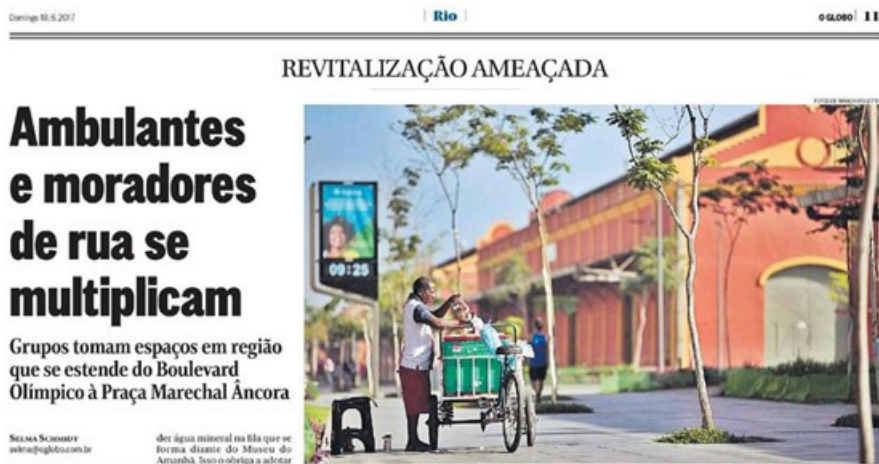 Domingo 18.6.2017
Rio
O GLOBO 11
REVITALIZAÇÃO AMEAÇADA
Ambulantes
e moradores
de rua se
multiplicam
Grupos tomam espaços em região
que se estende do Boulevard
Olímpico à Praça Marechal Âncora
SELMA SCHMIDT
selma@oglobo.com.br
der água mineral na fila que se
forma diante do Museu do
Amanhã. Isso o obriga a adotar
FOTOS DE
09:25